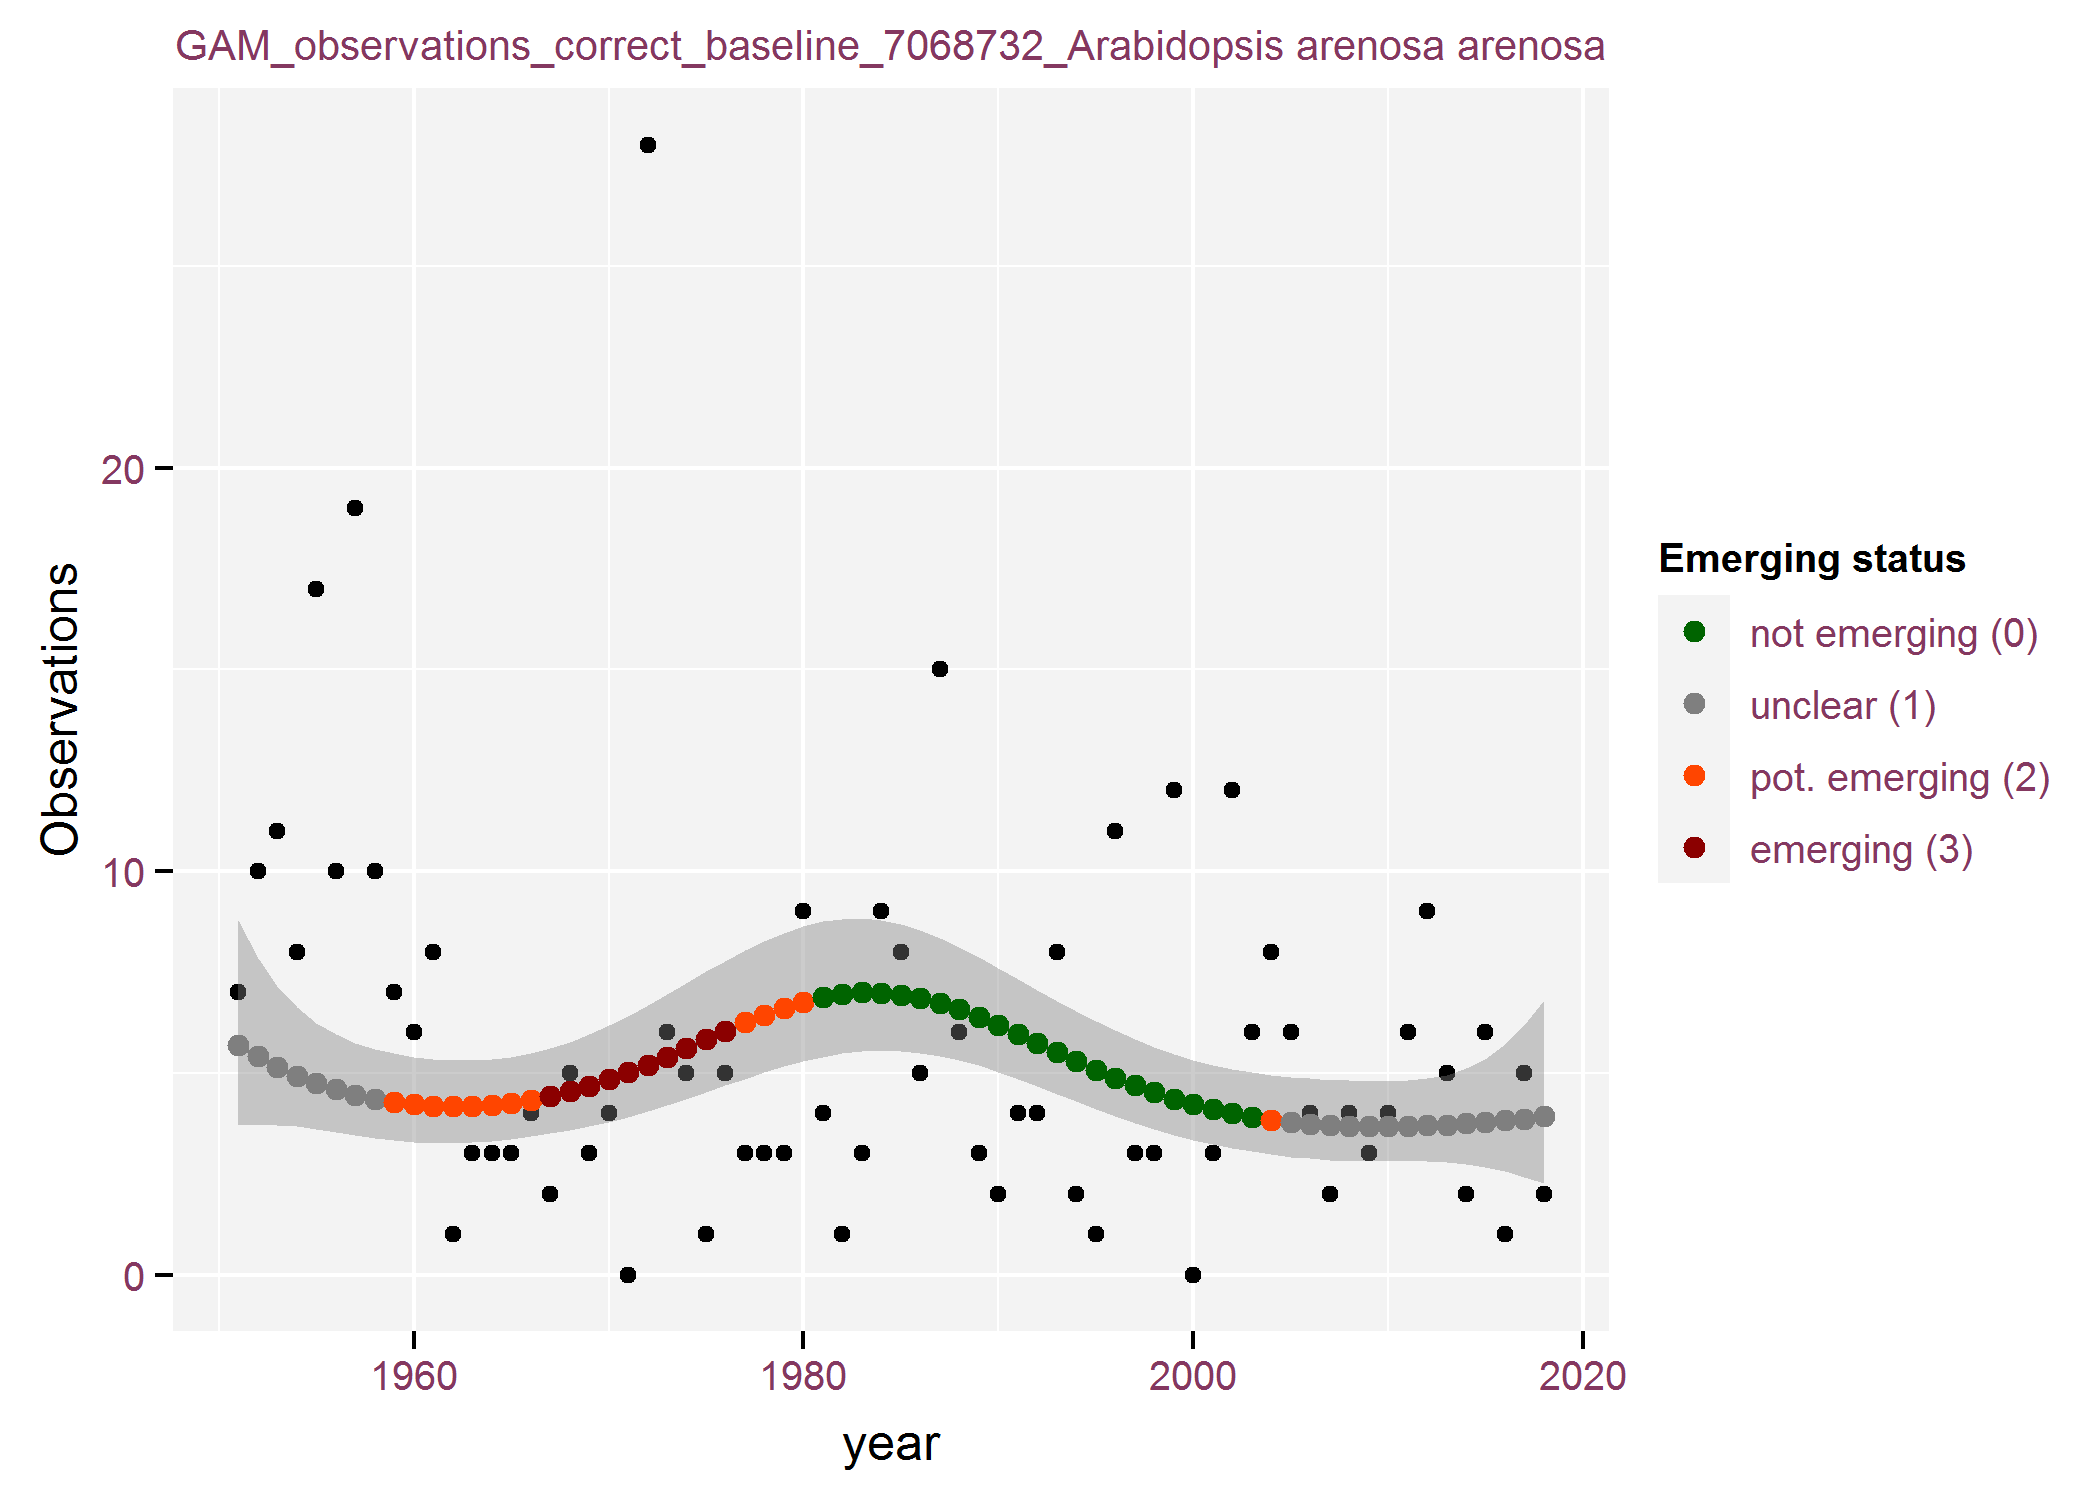 GAM_observations_correct_baseline_7068732_Arabidopsis arenosa arenosa
Observations
20
10
0
1960
1980
2000
2020
year
Emerging status
not emerging (0)
unclear (1)
pot. emerging (2)
emerging (3)